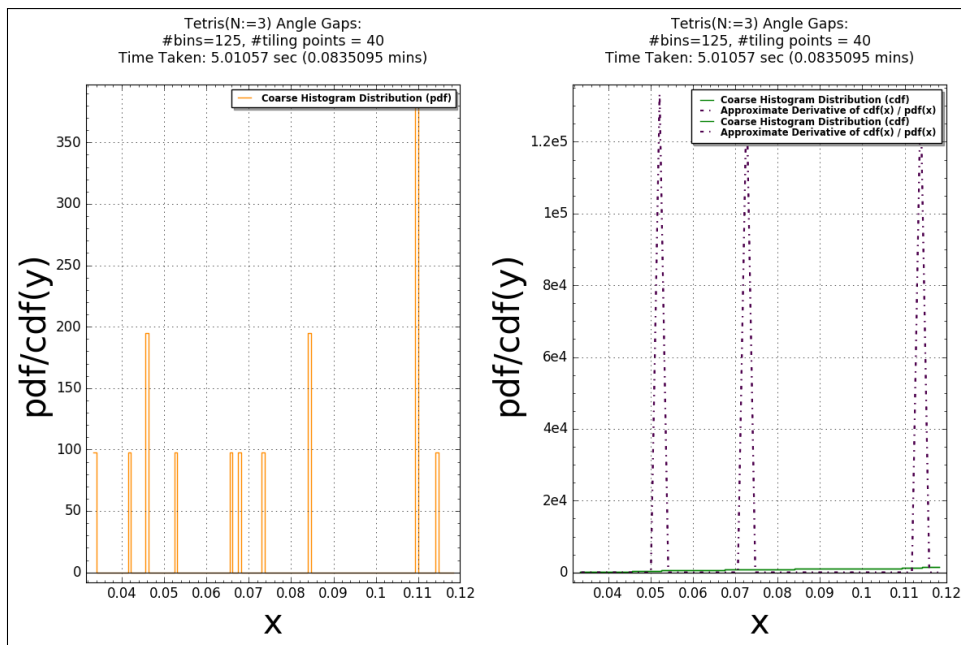 Tetris(N:=3) Angle Gaps:
#bins=125, #tiling points = 40
Time Taken: 5.01057 sec (0.0835095 mins)
Coarse Histogram Distribution (pdf)
350
300
250
200
150
100
50
0
0.04
0.05
0.06
0.07
0.08
0.09
0.1
0.11
0.12
pdf/cdf(y)
x
Tetris(N:=3) Angle Gaps:
#bins=125, #tiling points = 40
Time Taken: 5.01057 sec (0.0835095 mins)
Coarse Histogram Distribution (cdf)
Approximate Derivative of cdf(x) / pdf(x)
Coarse Histogram Distribution (cdf)
Approximate Derivative of cdf(x) / pdf(x)
1.2e5
1e5
8e4
6e4
4e4
2e4
0
0.04
0.05
0.06
0.07
0.08
0.09
0.1
0.11
0.12
pdf/cdf(y)
x